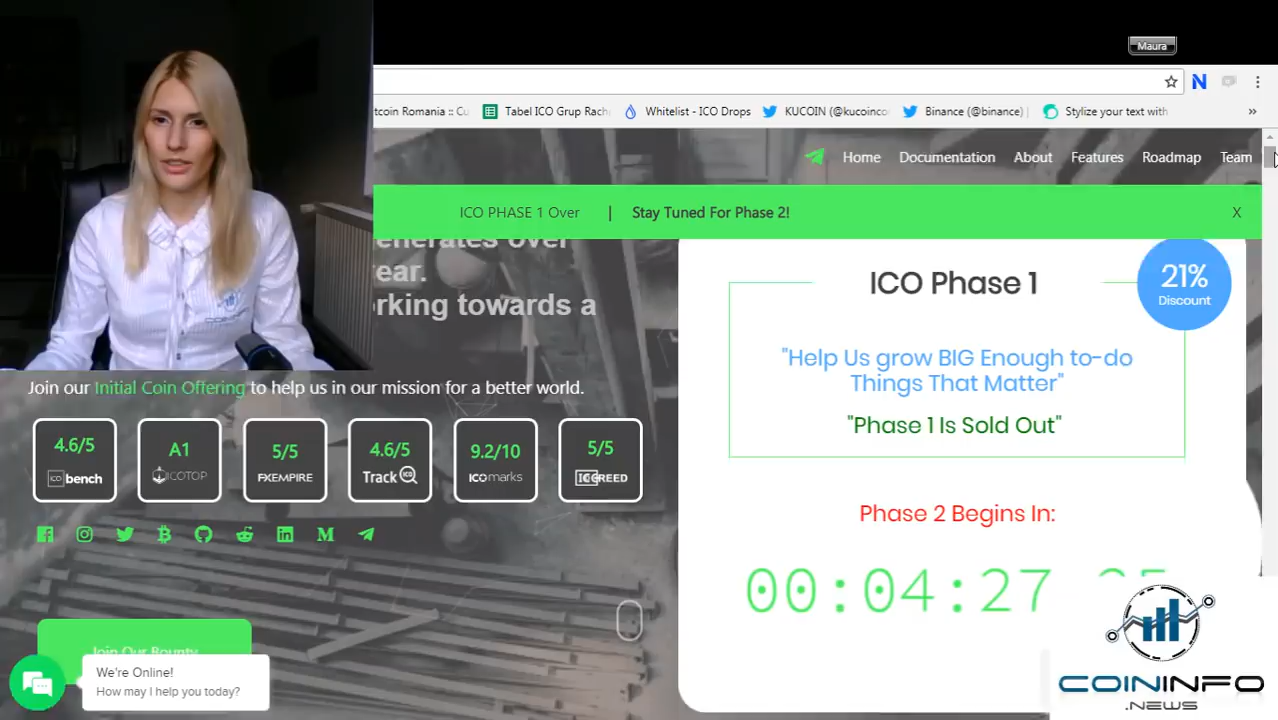 Maura
tcoin Romania :: Cu
Tabel ICO Grup Rach
Whitelist - ICO Drops
KUCOIN (@kucoinco
Binance (@binance) |
Stylize your text with
»
Home
Documentation
About
Features
Roadmap
Team
ICO PHASE 1 Over | Stay Tuned For Phase 2!
X
enerates over
ear.
rking towards a
Join our Initial Coin Offering to help us in our mission for a better world.
4.6/5
ICO bench
A1
ICOTOP
5/5
FXEMPIRE
4.6/5
Track ICO
9.2/10
ICOmarks
5/5
Join Our Bounty
We're Online!
How may I help you today?
ICO Phase 1
21%
Discount
"Help Us grow BIG Enough to-do
Things That Matter"
"Phase 1 Is Sold Out"
Phase 2 Begins In:
00:04:27
COININFO
.NEWS